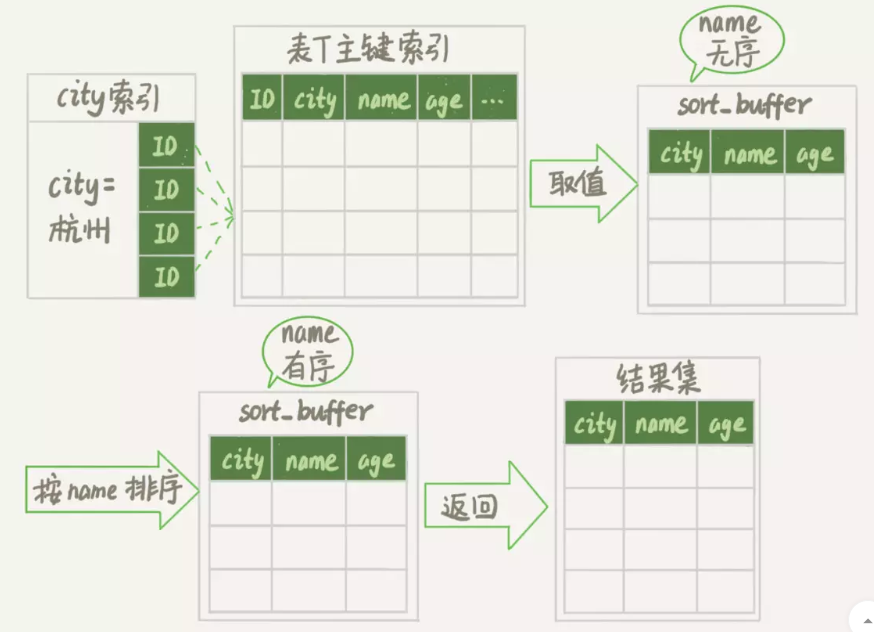 city索引
city=
杭州
ID
ID
ID
ID
表T主键索引
ID city name age ...
取值
name
无序
sort_buffer
city name age
按name排序
name
有序
sort_buffer
city name age
返回
结果集
city name age